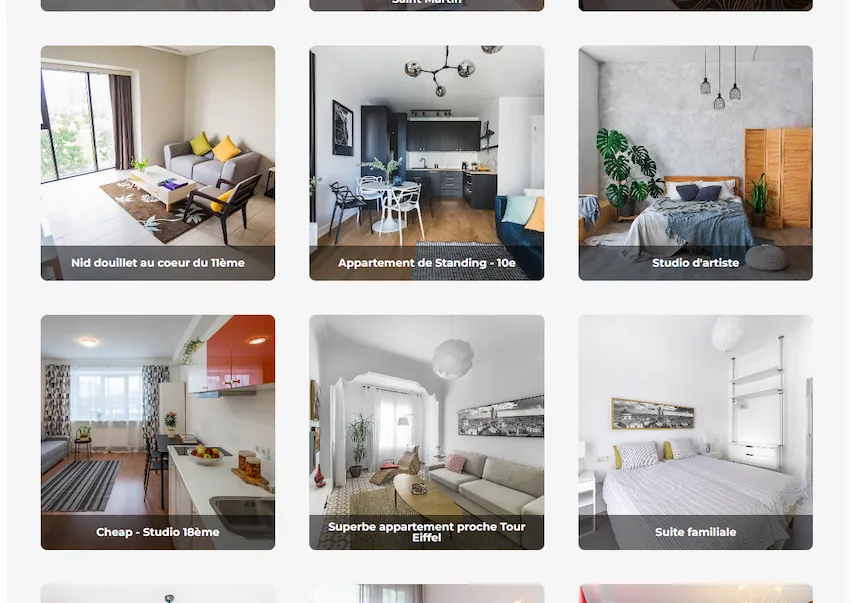 Saint Martin
Nid douillet au coeur du 11ème
Appartement de Standing - 10e
Studio d'artiste
Cheap - Studio 18ème
Superbe appartement proche Tour
Eiffel
Suite familiale